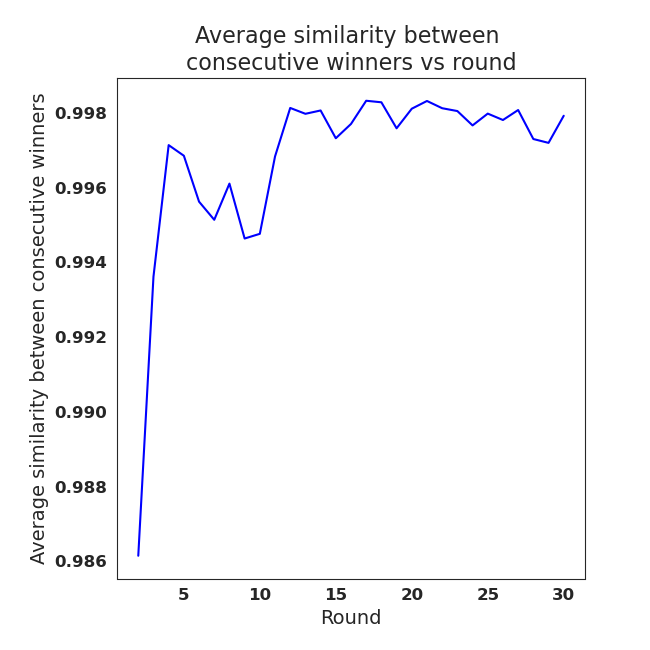 Average similarity between
consecutive winners vs round
Average similarity between consecutive winners
0.998
0.996
0.994
0.992
0.990
0.988
0.986
5 10 15 20 25 30
Round